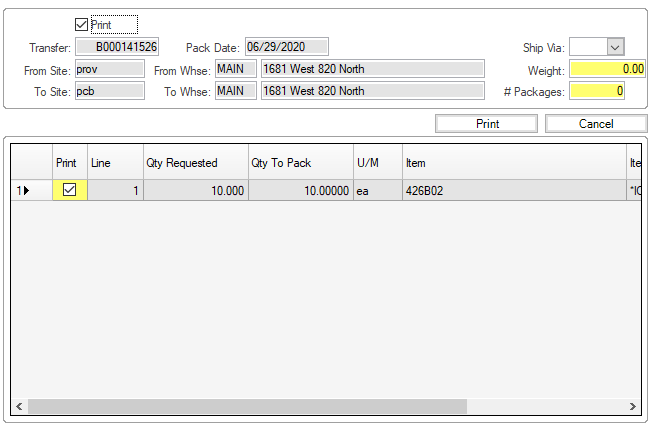 Print
Transfer: B000141526 Pack Date: 06/29/2020 Ship Via:
From Site: prov From Whse: MAIN 1681 West 820 North Weight: 0.00
To Site: pcb To Whse: MAIN 1681 West 820 North # Packages: 0
Print Cancel
Print Line Qty Requested Qty To Pack U/M Item Ite
1 1 10.000 10.00000 ea 426B02